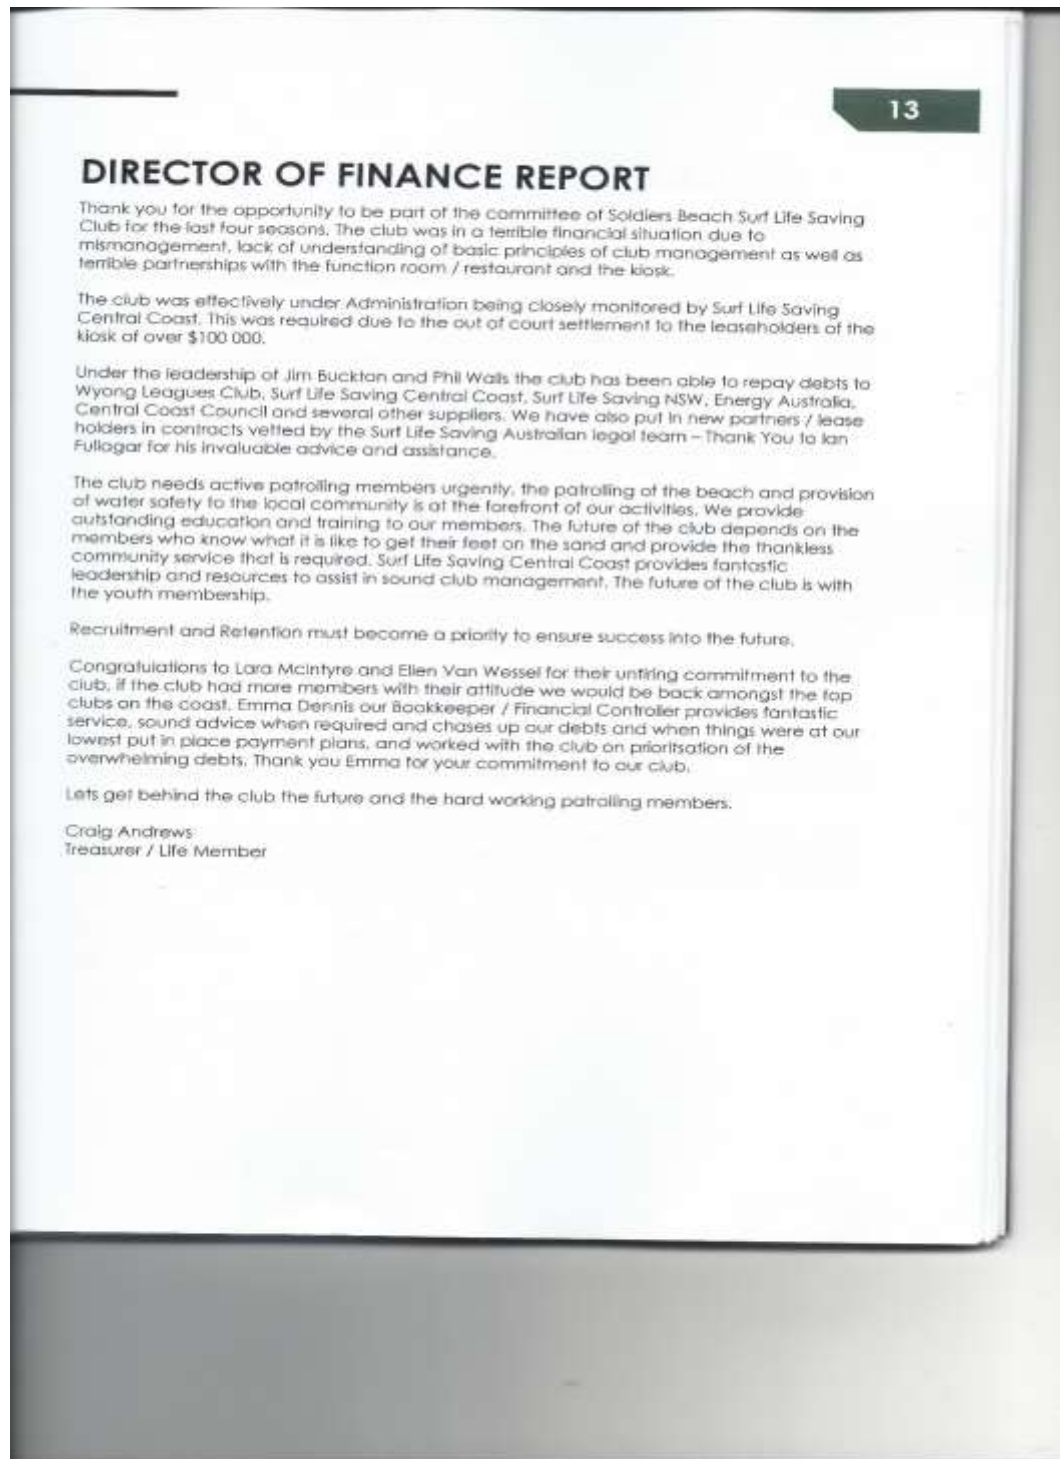 13
DIRECTOR OF FINANCE REPORT
Thank you for the opportunity to be part of the committee of Soldiers Beach Surf Life Saving
Club for the last four seasons. The club was in a terrible financial situation due to
mismanagement, lack of understanding of basic principles of club management as well as
terrible partnerships with the function room / restaurant and the kiosk.
The club was effectively under Administration being closely monitored by Surf Life Saving
Central Coast. This was required due to the out of court settlement to the leaseholders of the
kiosk of over $100 000.
Under the leadership of Jim Buckton and Phil Walls the club has been able to repay debts to
Wyong Leagues Club, Surf Life Saving Central Coast, Surf Life Saving NSW, Energy Australia,
Central Coast Council and several other suppliers. We have also put in new partners / lease
holders in contracts vetted by the Surf Life Saving Australian legal team – Thank You to Ian
Fullagar for his invaluable advice and assistance.
The club needs active patrolling members urgently, the patrolling of the beach and provision
of water safety to the local community is at the forefront of our activities. We provide
outstanding education and training to our members. The future of the club depends on the
members who know what it is like to get their feet on the sand and provide the thankless
community service that is required. Surf Life Saving Central Coast provides fantastic
leadership and resources to assist in sound club management. The future of the club is with
the youth membership.
Recruitment and Retention must become a priority to ensure success into the future.
Congratulations to Lara McIntyre and Ellen Van Wessel for their untiring commitment to the
club, if the club had more members with their attitude we would be back amongst the top
clubs on the coast. Emma Dennis our Bookkeeper / Financial Controller provides fantastic
service, sound advice when required and chases up our debts and when things were at our
lowest put in place payment plans, and worked with the club on prioritsation of the
overwhelming debts. Thank you Emma for your commitment to our club.
Lets get behind the club the future and the hard working patrolling members.
Craig Andrews
Treasurer / Life Member